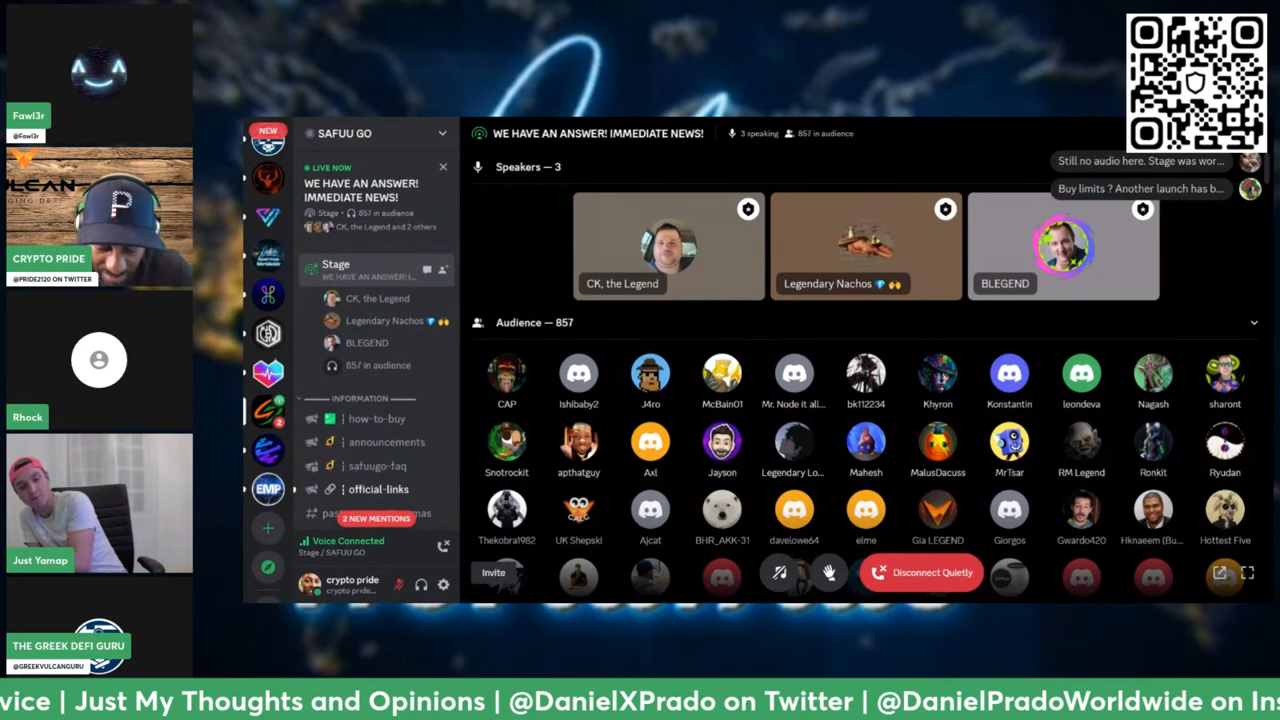 Fawl3r
@Fawl3r
CRYPTO PRIDE
@PRIDE2120 ON TWITTER
Rhock
Just Yamap
THE GREEK DEFI GURU
@GREEKVULCANGURU
NEW
SAFUU GO
LIVE NOW
WE HAVE AN ANSWER!
IMMEDIATE NEWS!
Stage • 857 in audience
CK, the Legend and 2 others
Stage
WE HAVE AN ANSWER! I...
CK, the Legend
Legendary Nachos 💎 🙌
BLEGEND
857 in audience
INFORMATION
how-to-buy
announcements
safuugo-faq
official-links
2 NEW MENTIONS
Voice Connected
Stage / SAFUU GO
crypto pride
crypto pride...
EMP
WE HAVE AN ANSWER! IMMEDIATE NEWS!
3 speaking
857 in audience
Still no audio here. Stage was wor...
Buy limits ? Another launch has b...
Speakers — 3
CK, the Legend
Legendary Nachos 💎 🙌
BLEGEND
Audience — 857
CAP
Ishibaby2
J4ro
McBain01
Mr. Node it all...
bk112234
Khyron
Konstantin
leondeva
Nagash
sharont
Snotrockit
apthatguy
Axl
Jayson
Legendary Lo...
Mahesh
MalusDacuss
MrTsar
RM Legend
RonkIt
Ryudan
Thekobra1982
UK Shepski
Ajcat
BHR_AKK-31
davelowe64
elme
Gia LEGEND
Giorgos
Gwardo420
Hknaeem (Bu...
Hottest Five
Invite
Disconnect Quietly
vice | Just My Thoughts and Opinions | @DanielXPrado on Twitter | @DanielPradoWorldwide on Ins